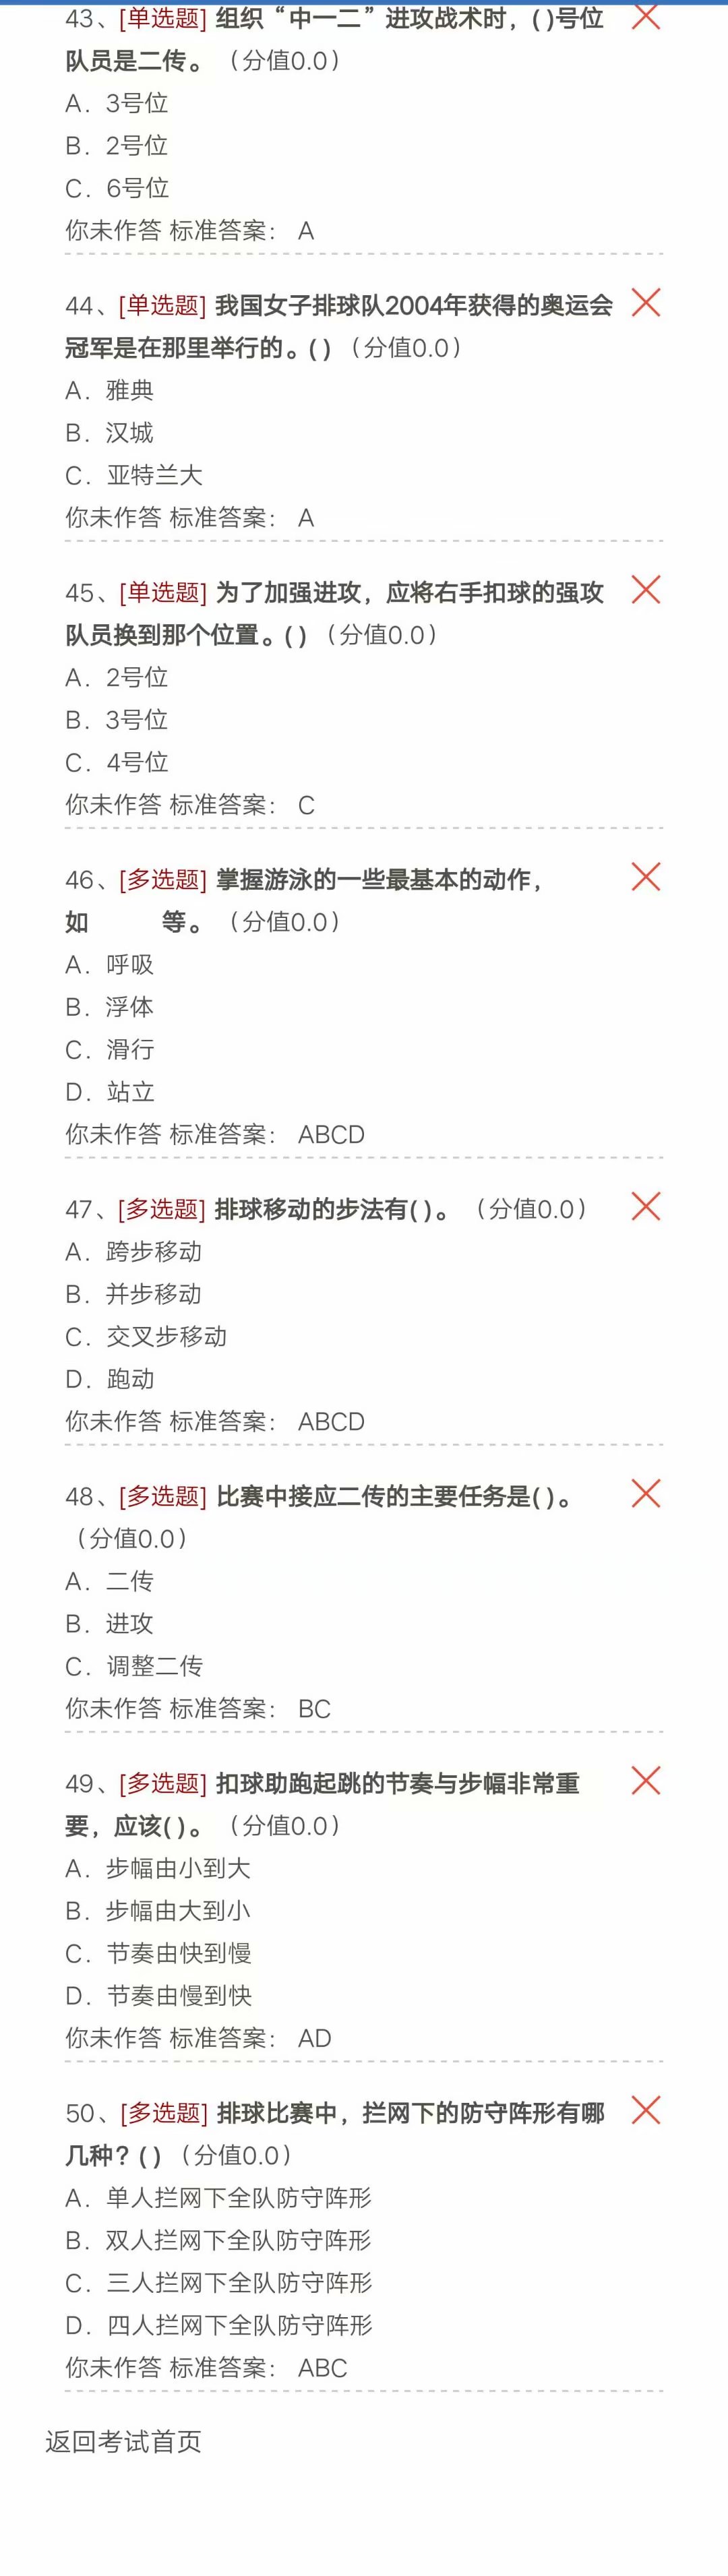 43、[单选题] 组织“中一二”进攻战术时，( )号位
队员是二传。（分值0.0）
A. 3号位
B. 2号位
C. 6号位
你未作答 标准答案： A
44、[单选题] 我国女子排球队2004年获得的奥运会
冠军是在那里举行的。( )（分值0.0）
A. 雅典
B. 汉城
C. 亚特兰大
你未作答 标准答案： A
45、[单选题] 为了加强进攻，应将右手扣球的强攻
队员换到那个位置。( )（分值0.0）
A. 2号位
B. 3号位
C. 4号位
你未作答 标准答案： C
46、[多选题] 掌握游泳的一些最基本的动作，
如 等。（分值0.0）
A. 呼吸
B. 浮体
C. 滑行
D. 站立
你未作答 标准答案： ABCD
47、[多选题] 排球移动的步法有( )。（分值0.0）
A. 跨步移动
B. 并步移动
C. 交叉步移动
D. 跑动
你未作答 标准答案： ABCD
48、[多选题] 比赛中接应二传的主要任务是( )。
（分值0.0）
A. 二传
B. 进攻
C. 调整二传
你未作答 标准答案： BC
49、[多选题] 扣球助跑起跳的节奏与步幅非常重
要，应该( )。（分值0.0）
A. 步幅由小到大
B. 步幅由大到小
C. 节奏由快到慢
D. 节奏由慢到快
你未作答 标准答案： AD
50、[多选题] 排球比赛中，拦网下的防守阵形有哪
几种？( )（分值0.0）
A. 单人拦网下全队防守阵形
B. 双人拦网下全队防守阵形
C. 三人拦网下全队防守阵形
D. 四人拦网下全队防守阵形
你未作答 标准答案： ABC
返回考试首页